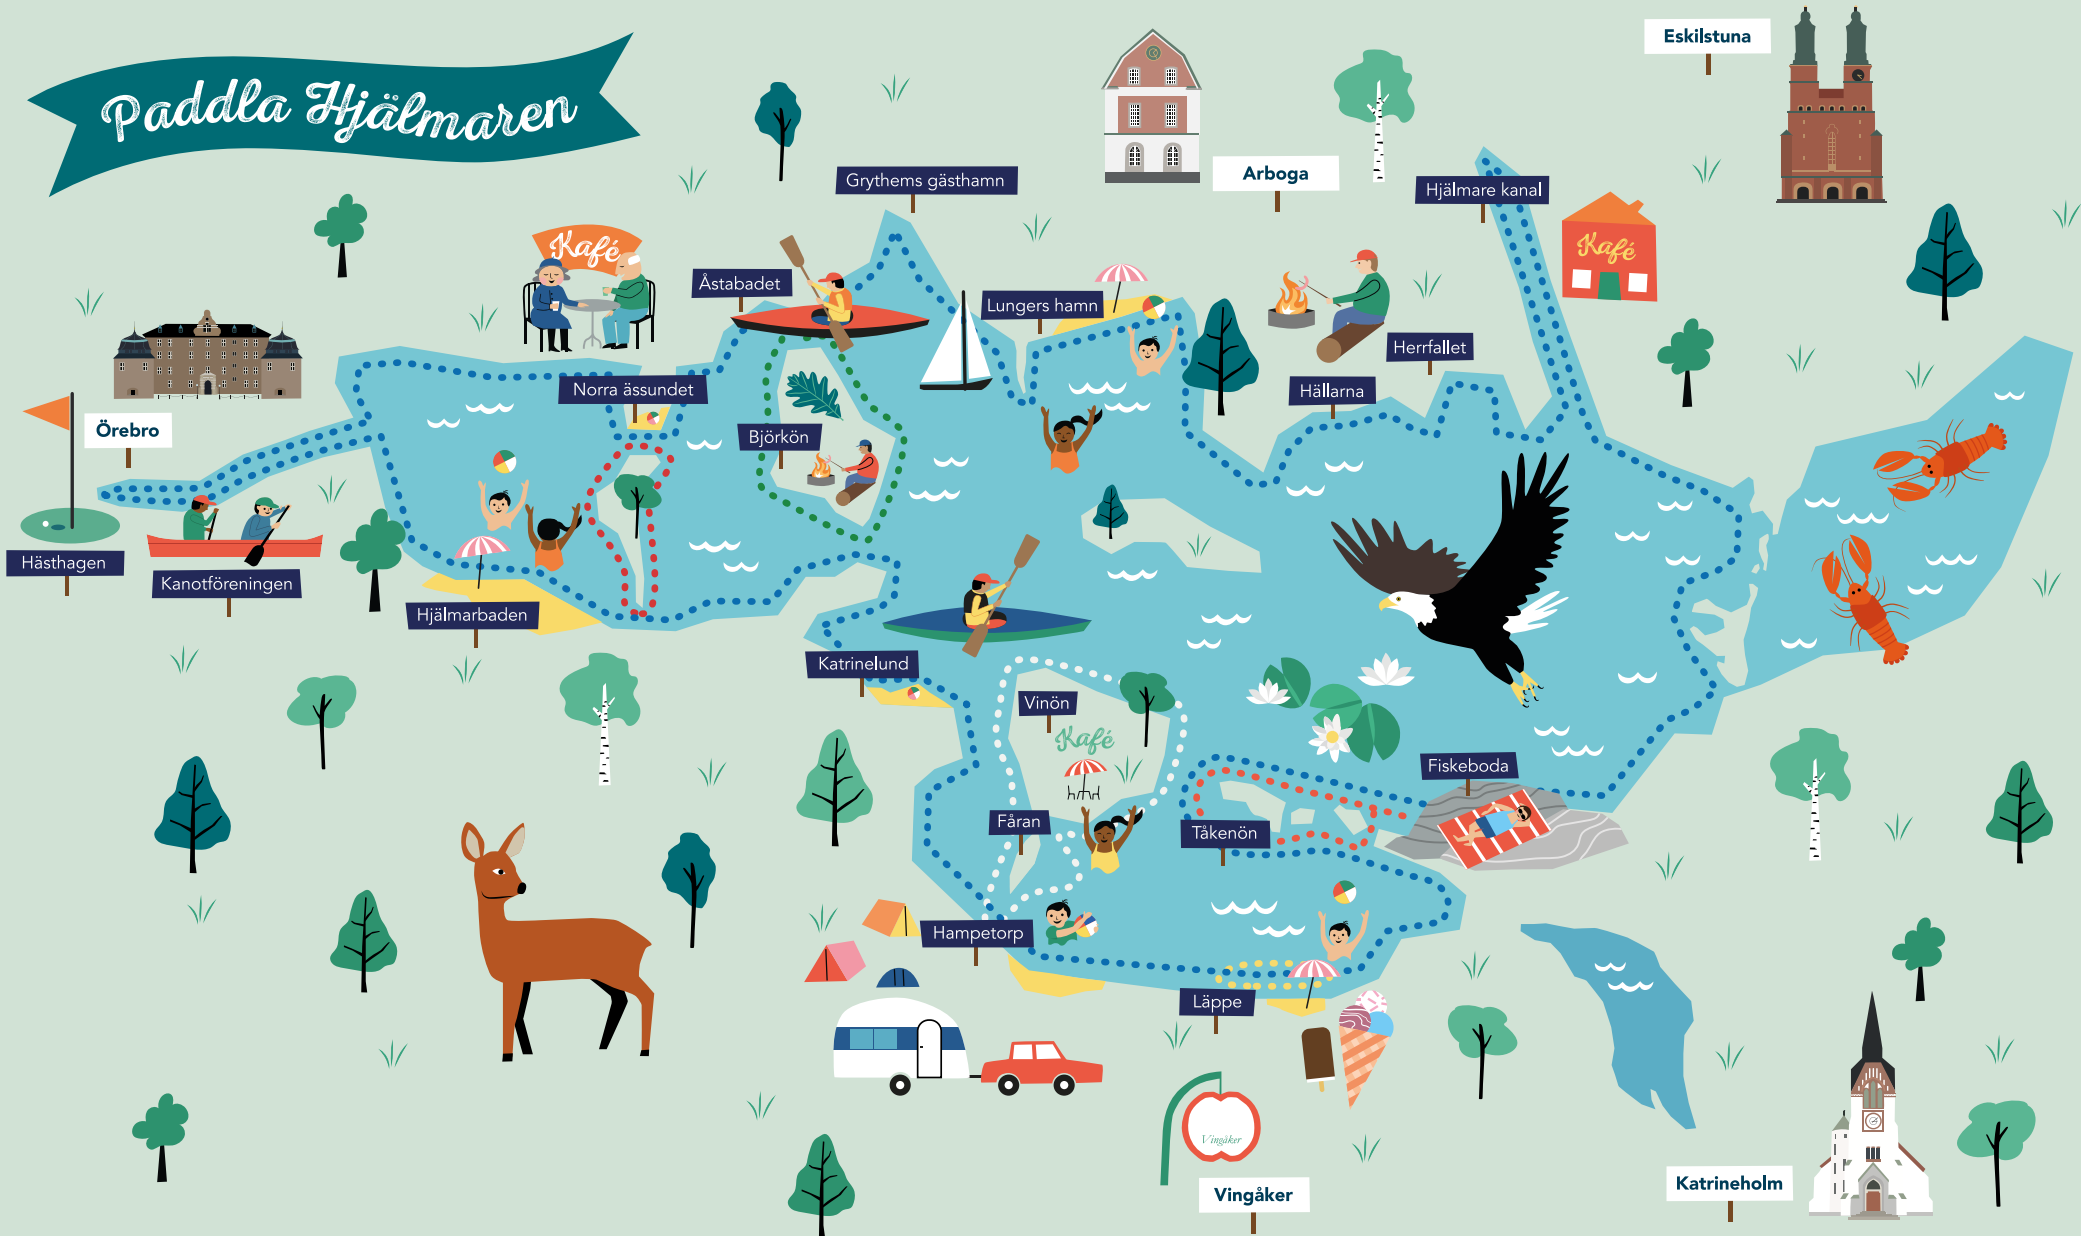 Paddla Hjälmaren
Eskilstuna
Arboga
Grythems gästhamn
Hjälmare kanal
Kafé
Kafé
Åstabadet
Lungers hamn
Herrfallet
Norra ässundet
Hällarna
Örebro
Björkön
Hästhagen
Kanotföreningen
Hjälmarbaden
Katrinelund
Vinön
Kafé
Fiskeboda
Fåran
Tåkenön
Hampetorp
Läppe
Vingåker
Vingåker
Katrineholm